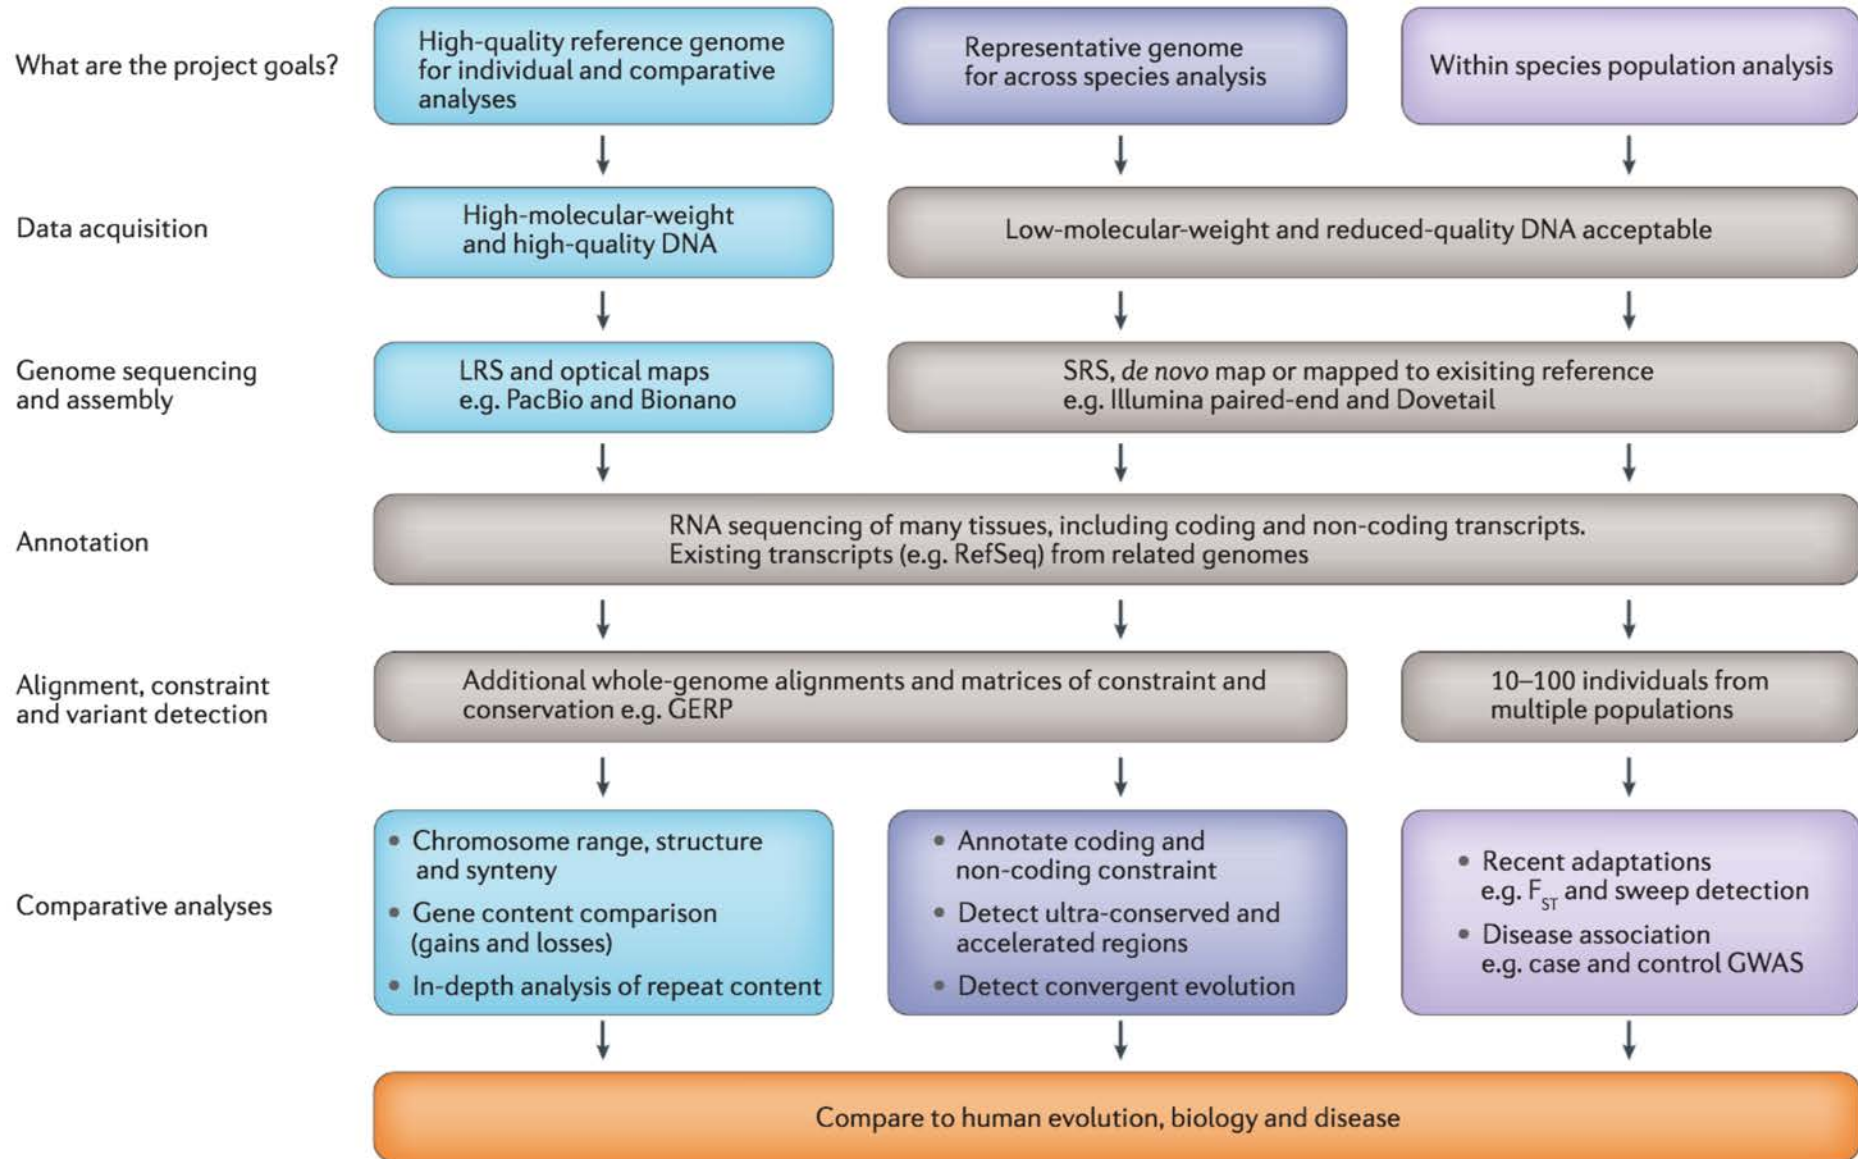 What are the project goals?
High-quality reference genome
for individual and comparative
analyses
Representative genome
for across species analysis
Within species population analysis
Data acquisition
High-molecular-weight
and high-quality DNA
Low-molecular-weight and reduced-quality DNA acceptable
Genome sequencing
and assembly
LRS and optical maps
e.g. PacBio and Bionano
SRS, de novo map or mapped to exisiting reference
e.g. Illumina paired-end and Dovetail
Annotation
RNA sequencing of many tissues, including coding and non-coding transcripts.
Existing transcripts (e.g. RefSeq) from related genomes
Alignment, constraint
and variant detection
Additional whole-genome alignments and matrices of constraint and
conservation e.g. GERP
10–100 individuals from
multiple populations
Comparative analyses
• Chromosome range, structure
and synteny
• Gene content comparison
(gains and losses)
• In-depth analysis of repeat content
• Annotate coding and
non-coding constraint
• Detect ultra-conserved and
accelerated regions
• Detect convergent evolution
• Recent adaptations
e.g. FST and sweep detection
• Disease association
e.g. case and control GWAS
Compare to human evolution, biology and disease